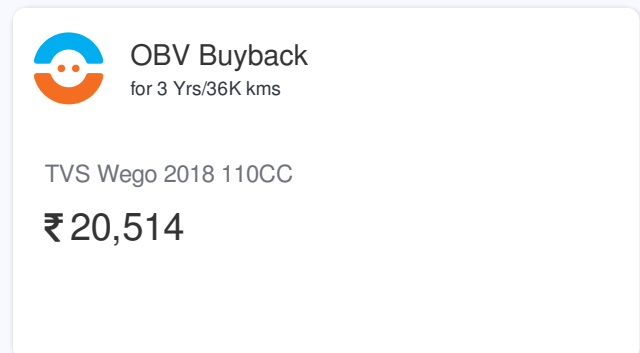 OBV Buyback
for 3 Yrs/36K kms
TVS Wego 2018 110CC
₹ 20,514